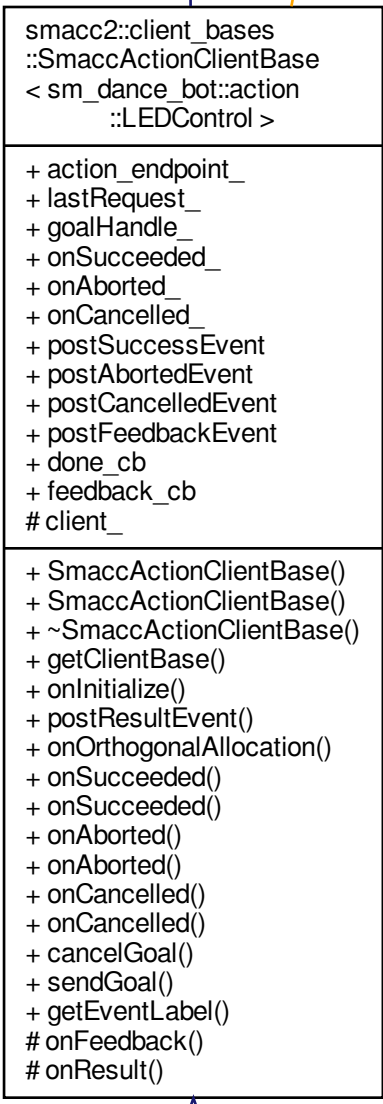 smacc2::client_bases
::SmaccActionClientBase
< sm_dance_bot::action
::LEDControl >
+ action_endpoint_
+ lastRequest_
+ goalHandle_
+ onSucceeded_
+ onAborted_
+ onCancelled_
+ postSuccessEvent
+ postAbortedEvent
+ postCancelledEvent
+ postFeedbackEvent
+ done_cb
+ feedback_cb
# client_
+ SmaccActionClientBase()
+ SmaccActionClientBase()
+ ~SmaccActionClientBase()
+ getClientBase()
+ onInitialize()
+ postResultEvent()
+ onOrthogonalAllocation()
+ onSucceeded()
+ onSucceeded()
+ onAborted()
+ onAborted()
+ onCancelled()
+ onCancelled()
+ cancelGoal()
+ sendGoal()
+ getEventLabel()
# onFeedback()
# onResult()